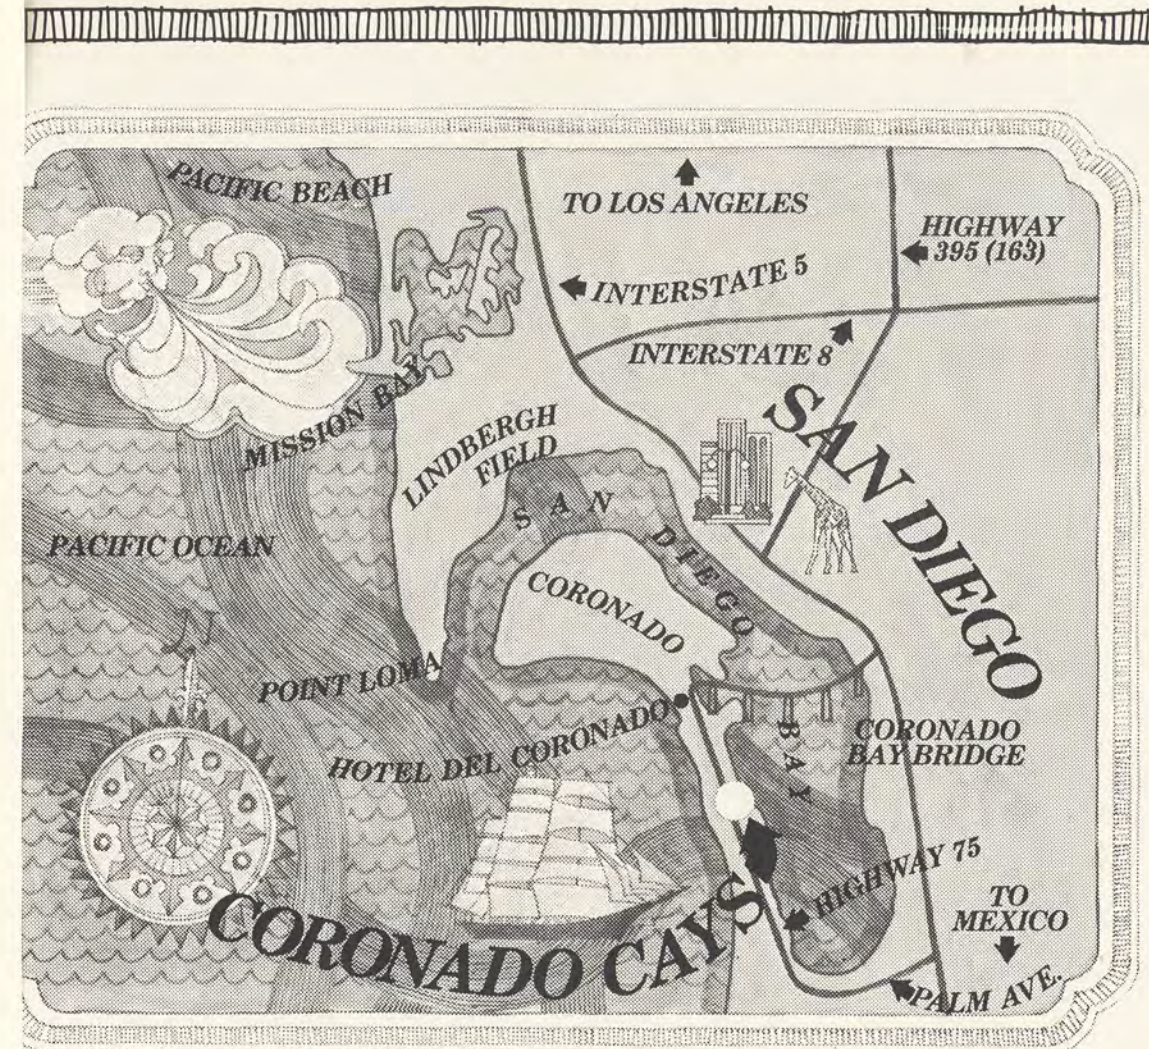 PACIFIC BEACH
TO LOS ANGELES
HIGHWAY
395 (163)
INTERSTATE 5
INTERSTATE 8
MISSION BAY
LINDBERGH
FIELD
SAN DIEGO
SAN DIEGO BAY
PACIFIC OCEAN
N
CORONADO
POINT LOMA
HOTEL DEL CORONADO
CORONADO
BAY BRIDGE
HIGHWAY 75
TO
MEXICO
CORONADO CAYS
PALM AVE.